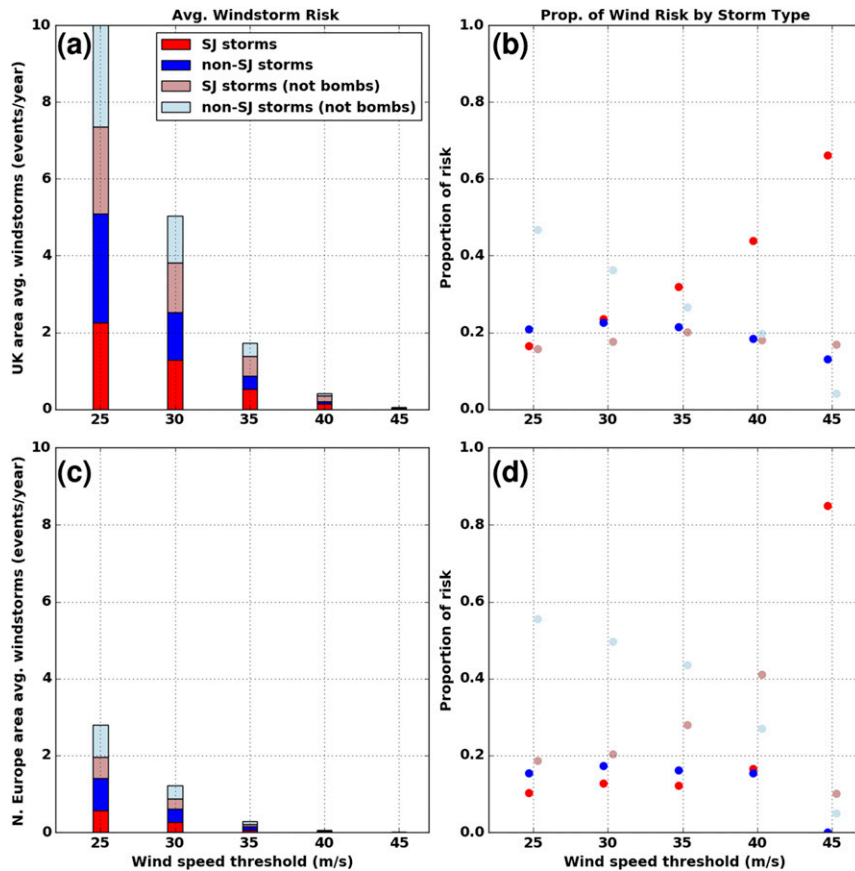 Avg. Windstorm Risk
(a)
SJ storms
non-SJ storms
SJ storms (not bombs)
non-SJ storms (not bombs)
UK area avg. windstorms (events/year)
10
8
6
4
2
0
25 30 35 40 45
Prop. of Wind Risk by Storm Type
(b)
Proportion of risk
1.0
0.8
0.6
0.4
0.2
0.0
25 30 35 40 45
(c)
N. Europe area avg. windstorms (events/year)
10
8
6
4
2
0
25 30 35 40 45
Wind speed threshold (m/s)
(d)
Proportion of risk
1.0
0.8
0.6
0.4
0.2
0.0
25 30 35 40 45
Wind speed threshold (m/s)